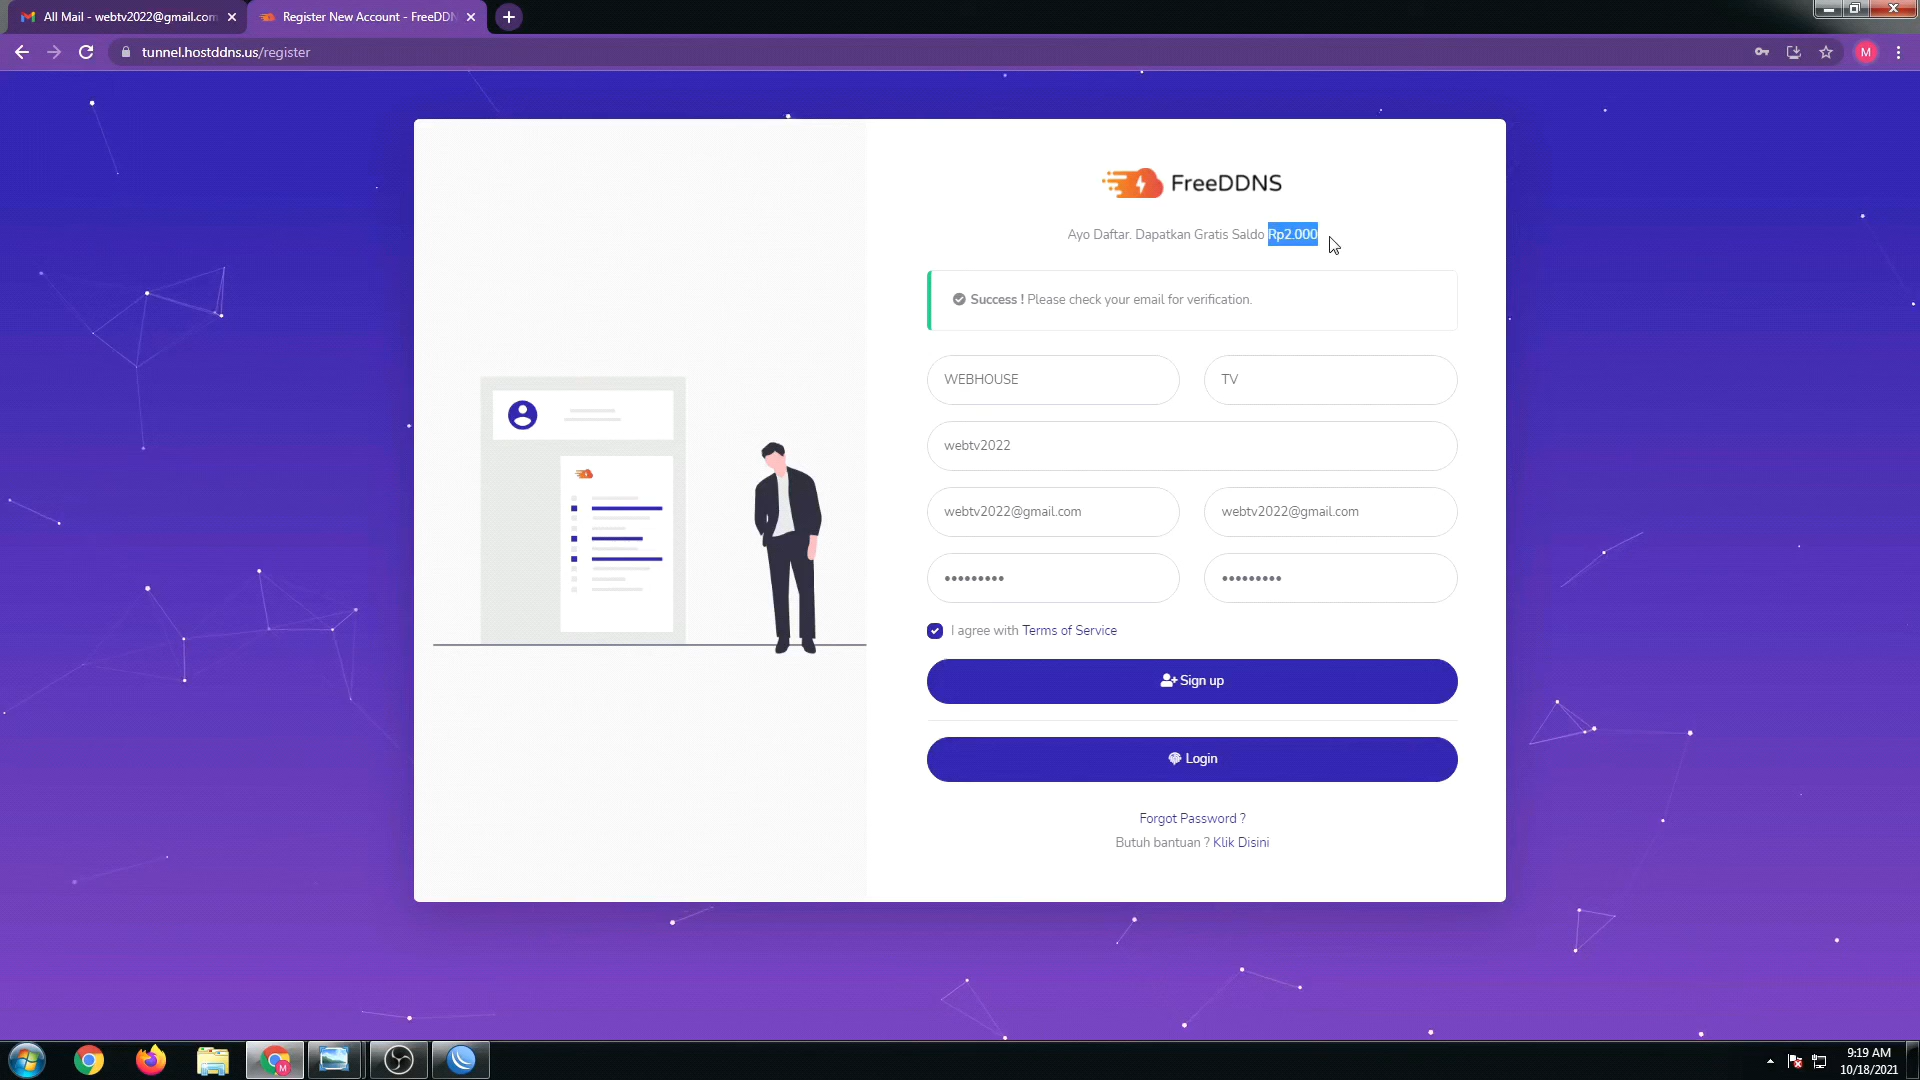 All Mail - webtv2022@gmail.com
Register New Account - FreeDDN
tunnel.hostddns.us/register
M
FreeDDNS
Ayo Daftar. Dapatkan Gratis Saldo Rp2.000
Success ! Please check your email for verification.
WEBHOUSE
TV
webtv2022
webtv2022@gmail.com
webtv2022@gmail.com
•••••••••
•••••••••
I agree with Terms of Service
Sign up
Login
Forgot Password ?
Butuh bantuan ? Klik Disini
M
9:19 AM
10/18/2021